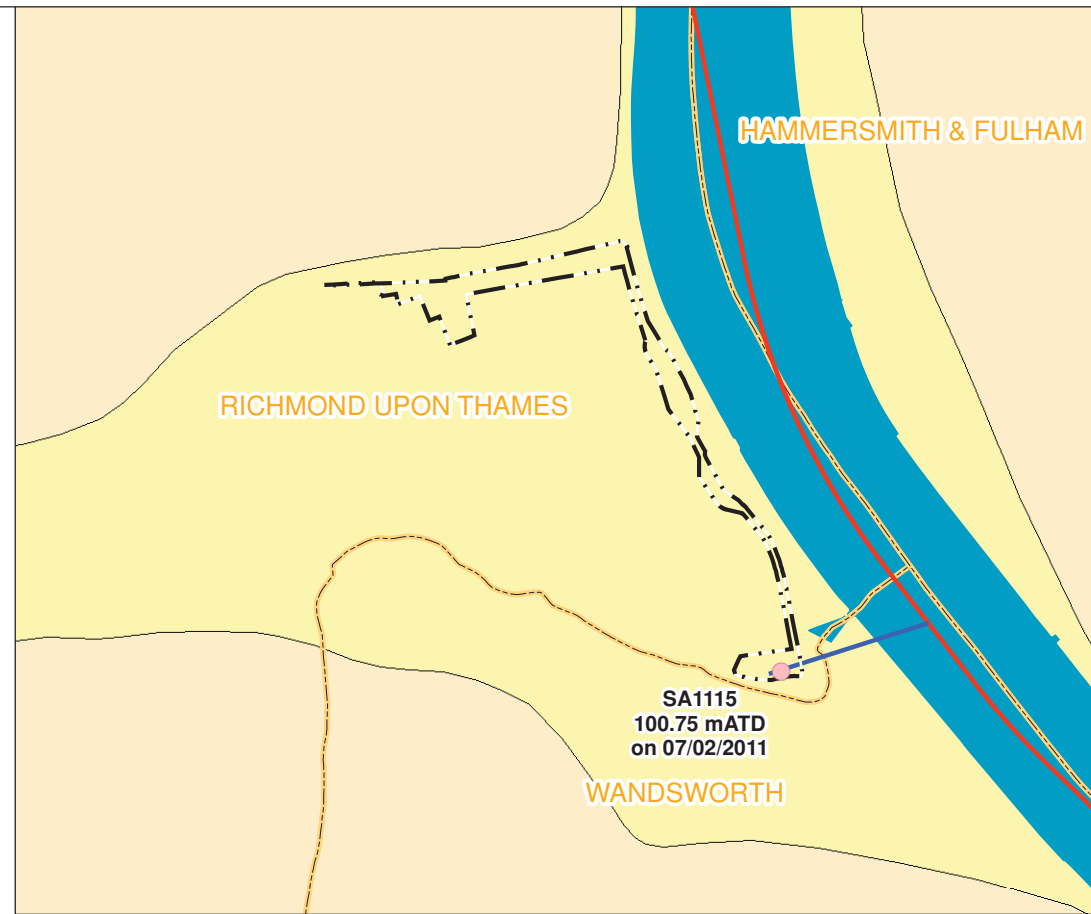 HAMMERSMITH & FULHAM
RICHMOND UPON THAMES
SA1115
100.75 mATD
on 07/02/2011
WANDSWORTH